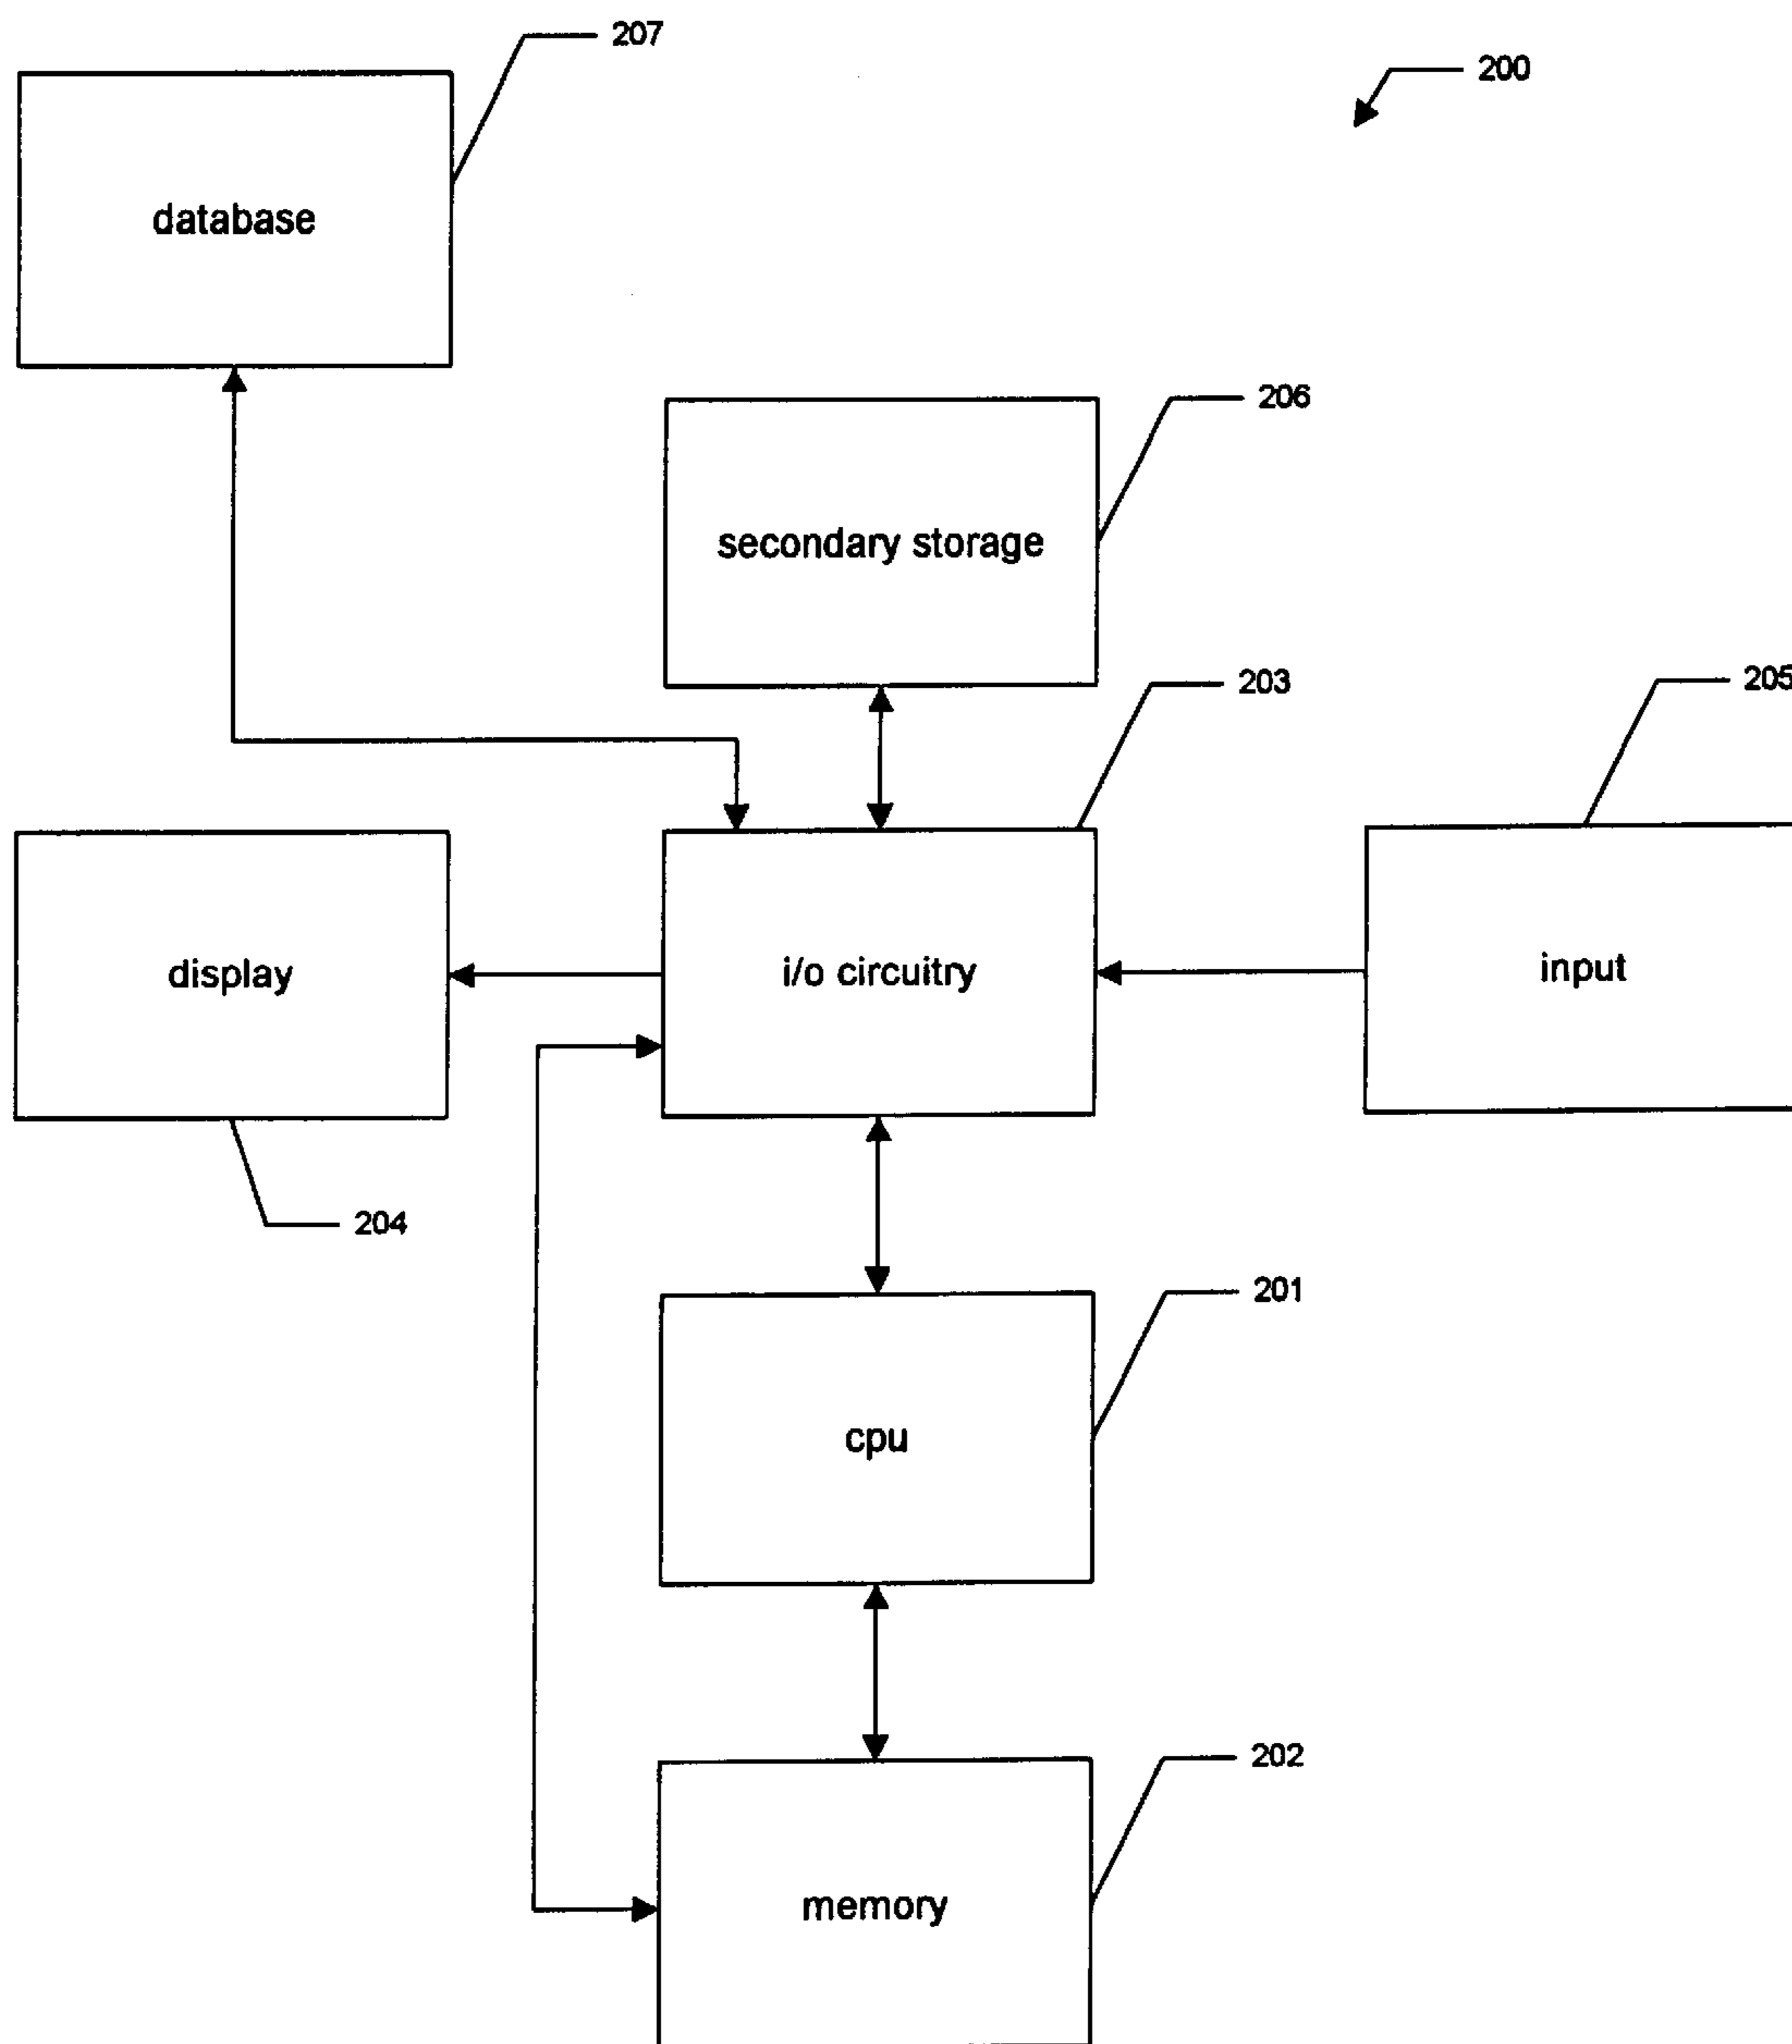 207
200
database
206
secondary storage
203
205
display
i/o circuitry
input
204
201
cpu
202
memory